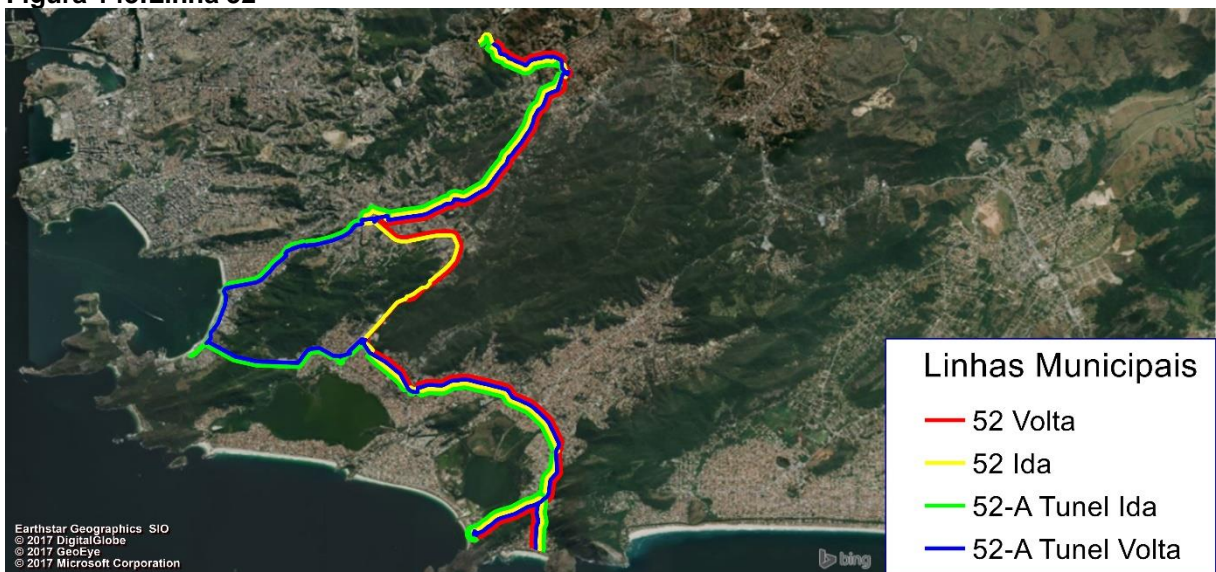 Linhas Municipais
52 Volta
52 Ida
52-A Tunel Ida
52-A Tunel Volta
Earthstar Geographics SIO
© 2017 DigitalGlobe
© 2017 GeoEye
© 2017 Microsoft Corporation
bing